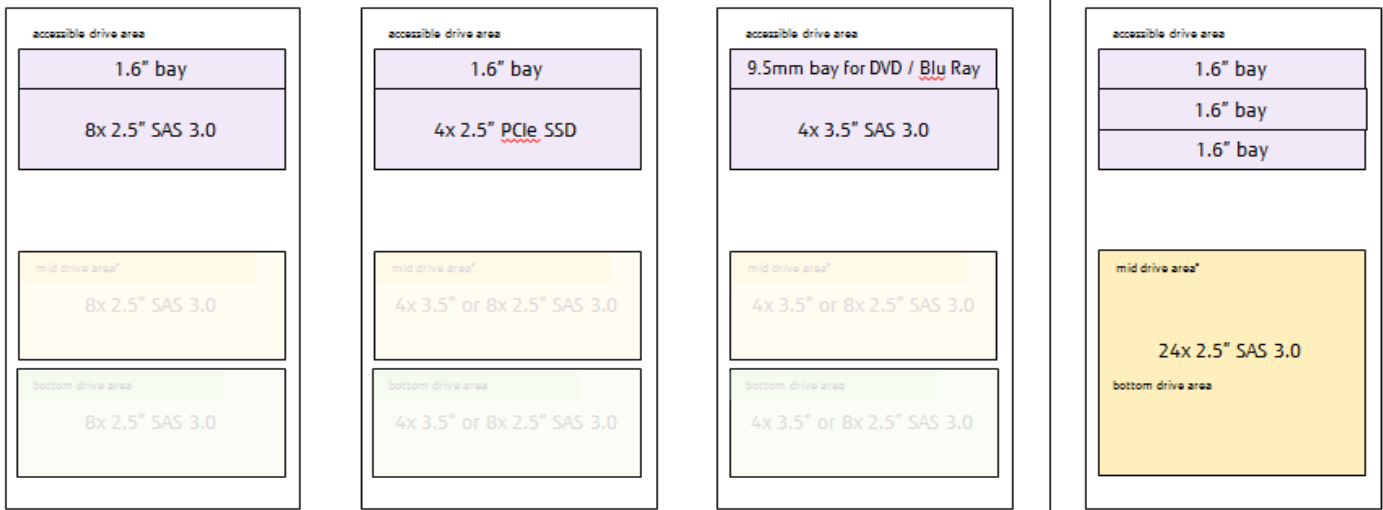 accessible drive area
1.6" bay
8x 2.5" SAS 3.0
mid drive area*
8x 2.5" SAS 3.0
bottom drive area
8x 2.5" SAS 3.0
accessible drive area
1.6" bay
4x 2.5" PCIe SSD
mid drive area*
4x 3.5" or 8x 2.5" SAS 3.0
bottom drive area
4x 3.5" or 8x 2.5" SAS 3.0
accessible drive area
9.5mm bay for DVD / Blu Ray
4x 3.5" SAS 3.0
mid drive area*
4x 3.5" or 8x 2.5" SAS 3.0
bottom drive area
4x 3.5" or 8x 2.5" SAS 3.0
accessible drive area
1.6" bay
1.6" bay
1.6" bay
mid drive area*
24x 2.5" SAS 3.0
bottom drive area